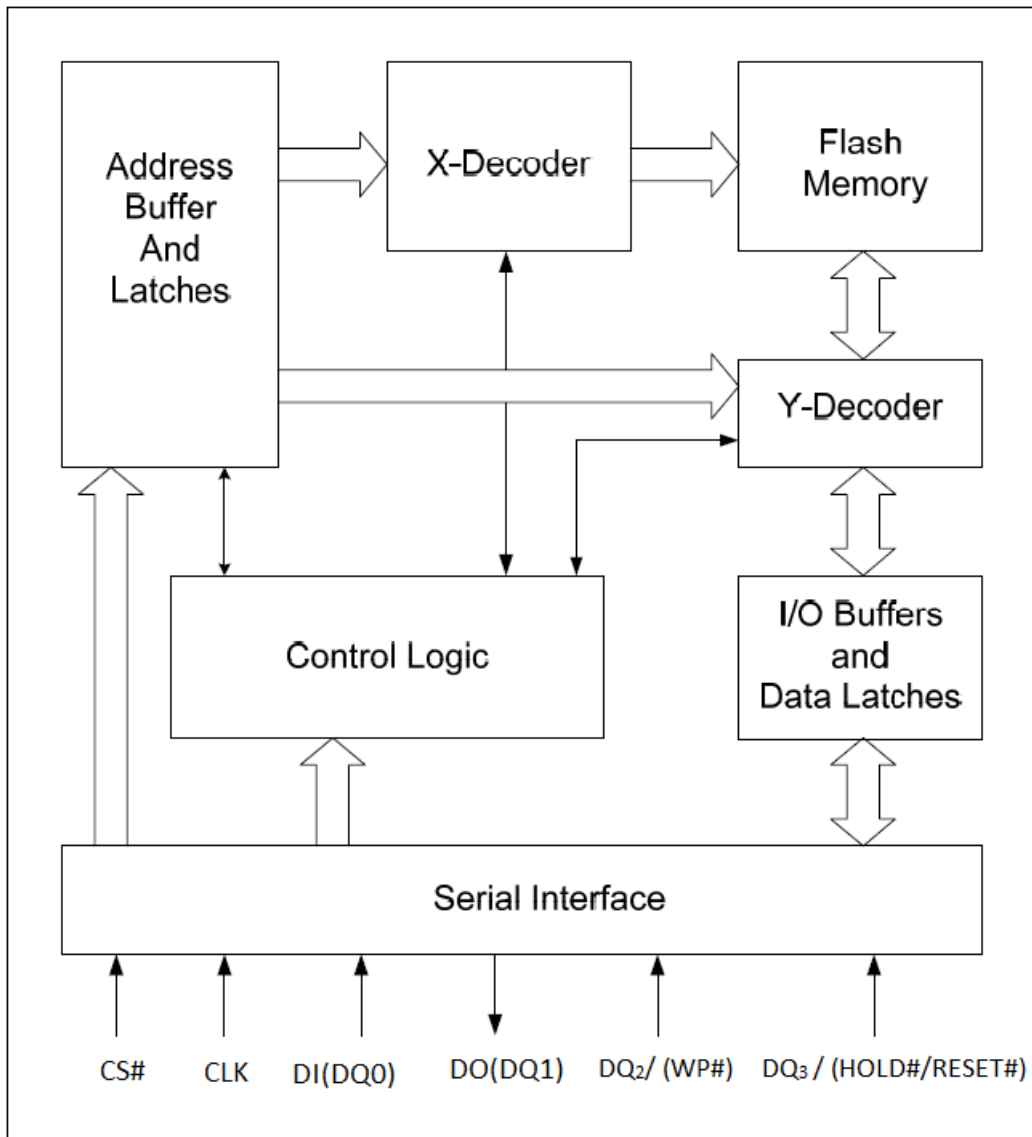 Address
Buffer
And
Latches
X-Decoder
Flash
Memory
Y-Decoder
Control Logic
I/O Buffers
and
Data Latches
Serial Interface
CS#
CLK
DI(DQ0)
DO(DQ1)
DQ2/ (WP#)
DQ3 / (HOLD#/RESET#)